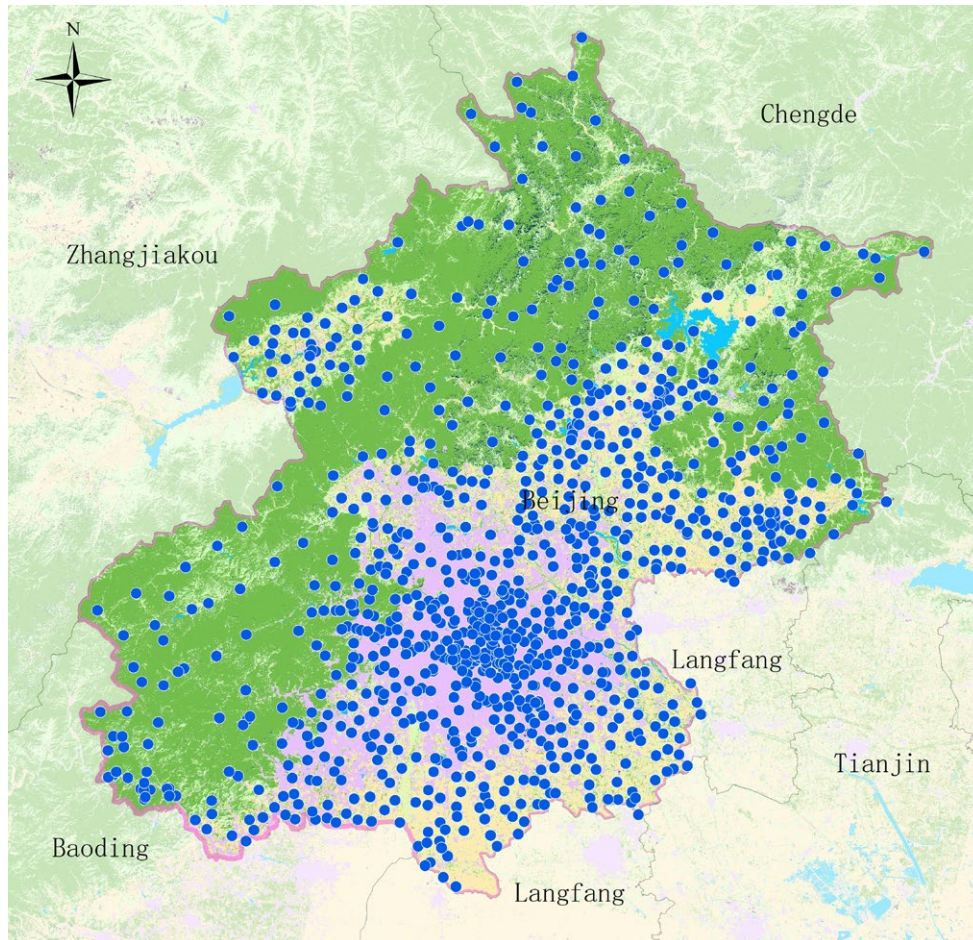 N
Chengde
Zhangjiakou
Beijing
Langfang
Tianjin
Baoding
Langfang